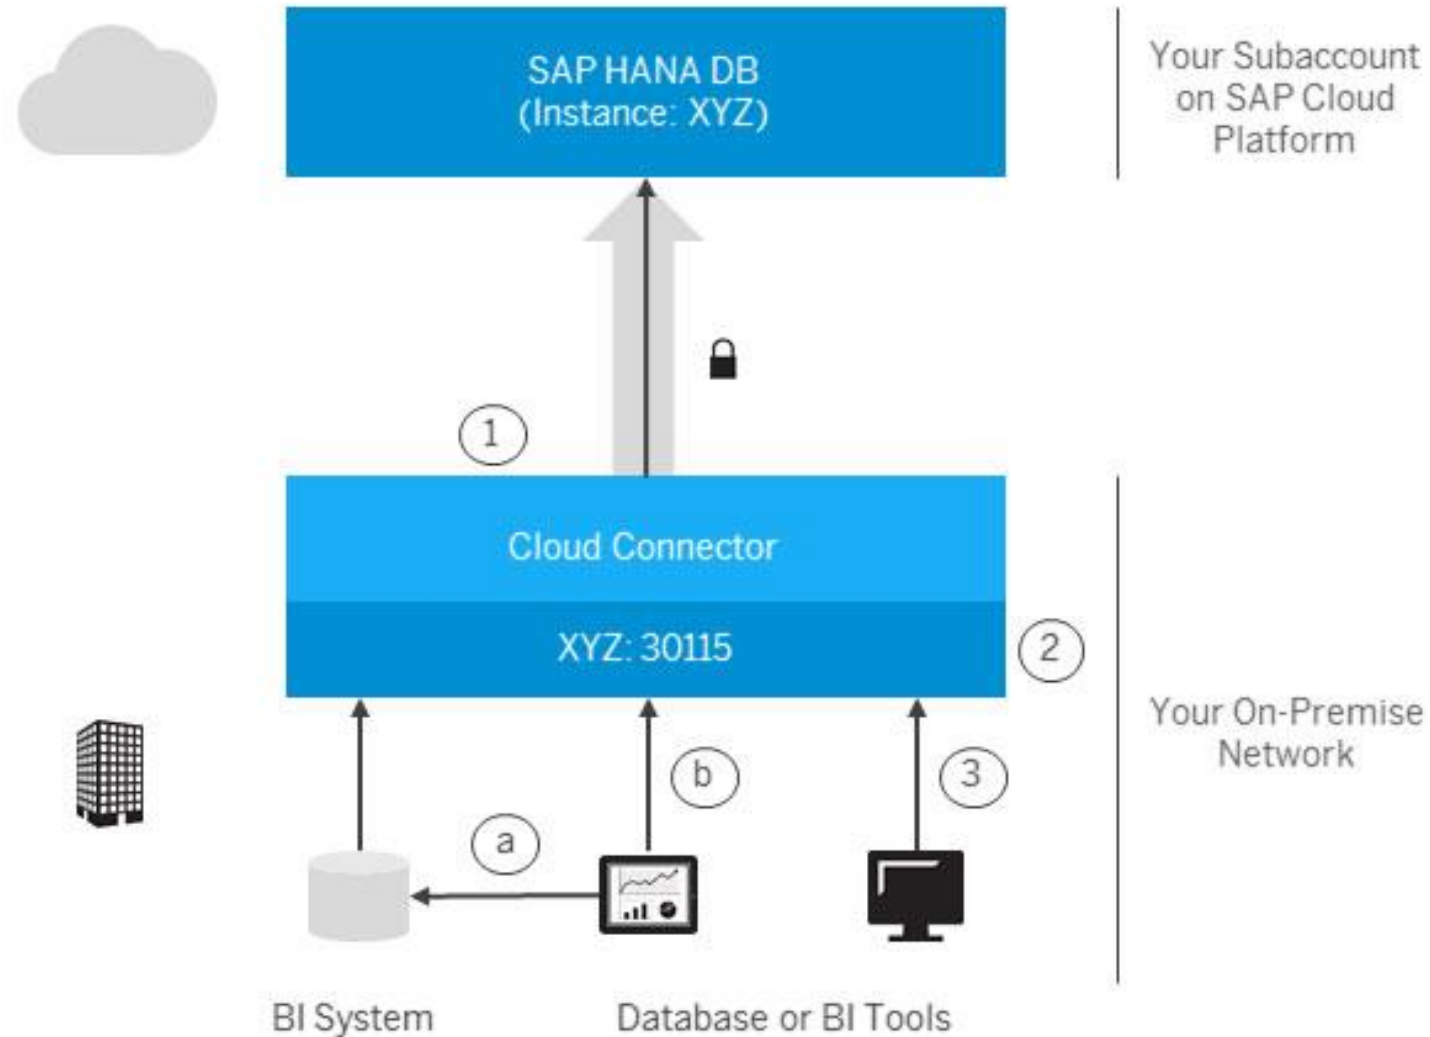 SAP HANA DB
(Instance: XYZ)
Your Subaccount
on SAP Cloud
Platform
1
Cloud Connector
XYZ: 30115
2
Your On-Premise
Network
b
3
a
BI System
Database or BI Tools